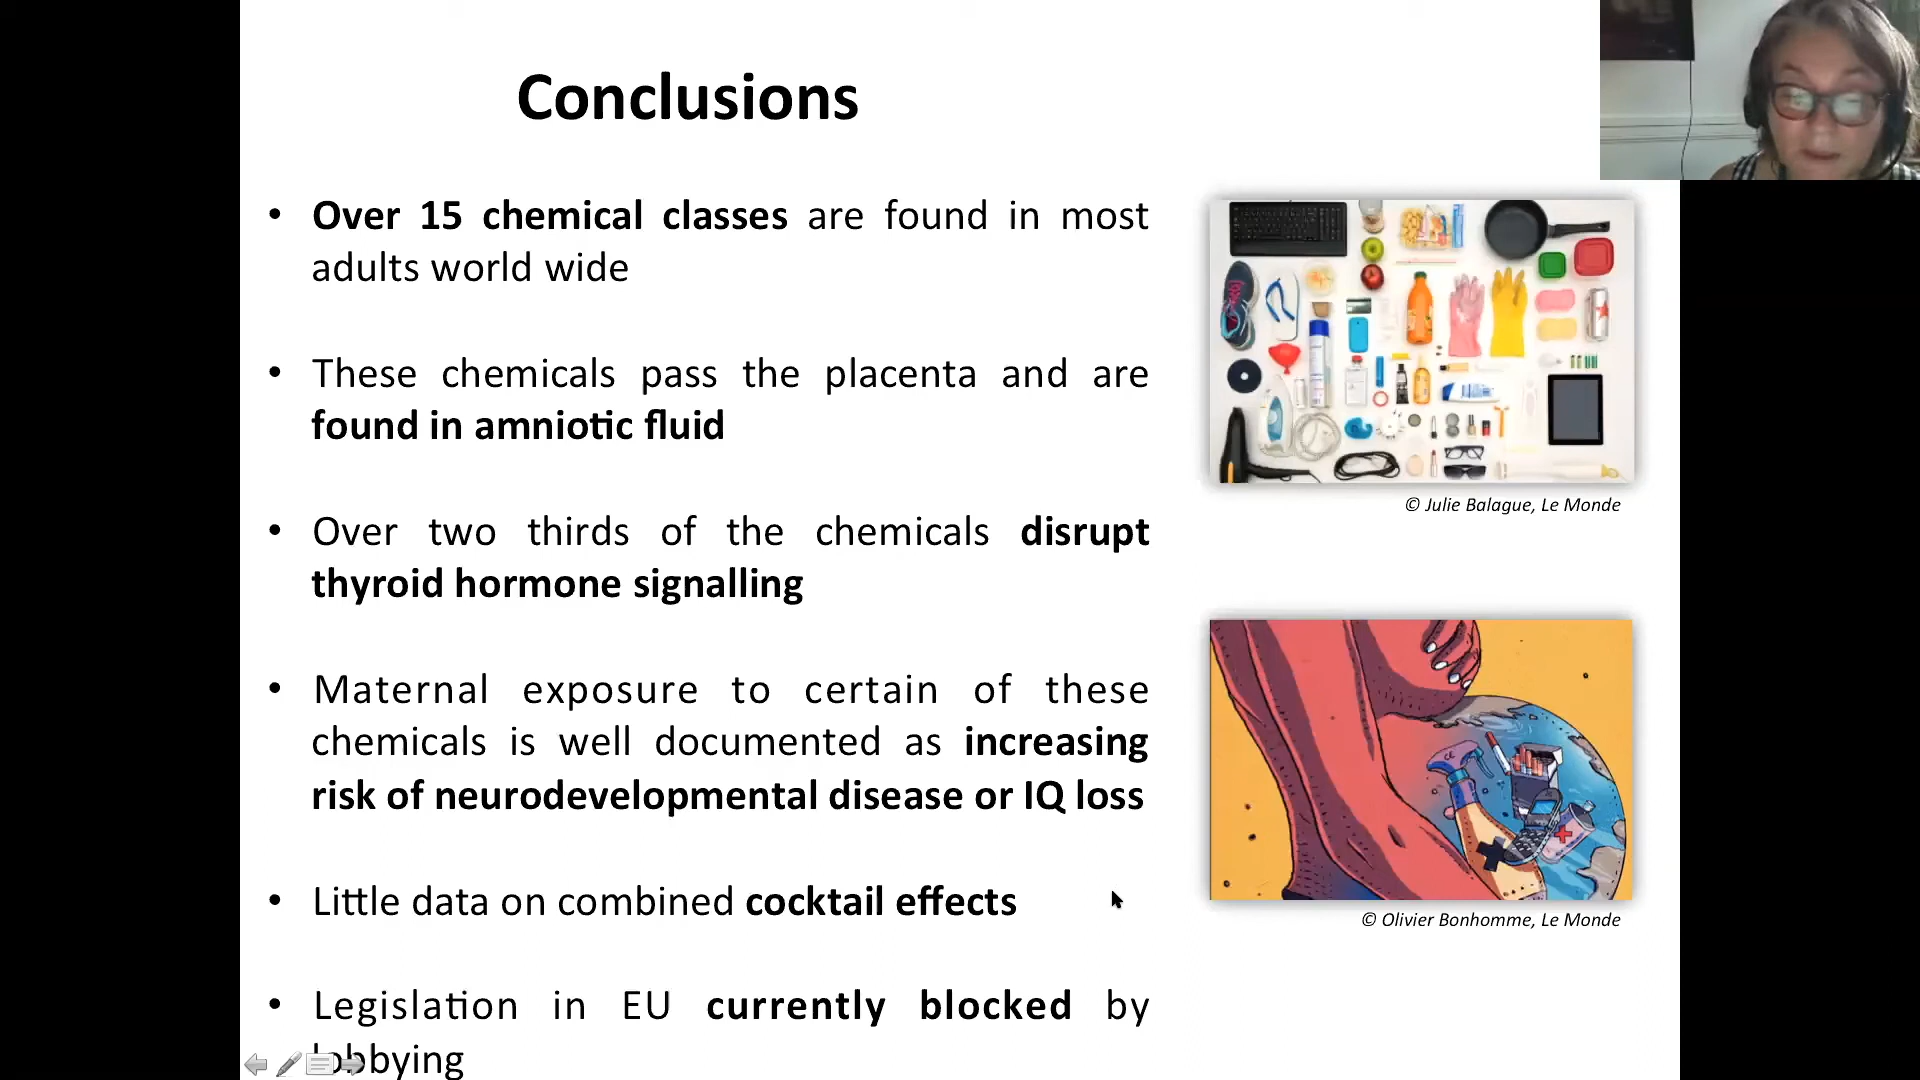 Conclusions
• Over 15 chemical classes are found in most
adults world wide
• These chemicals pass the placenta and are
found in amniotic fluid
• Over two thirds of the chemicals disrupt
thyroid hormone signalling
• Maternal exposure to certain of these
chemicals is well documented as increasing
risk of neurodevelopmental disease or IQ loss
• Little data on combined cocktail effects
• Legislation in EU currently blocked by
lobbying
© Julie Balague, Le Monde
© Olivier Bonhomme, Le Monde